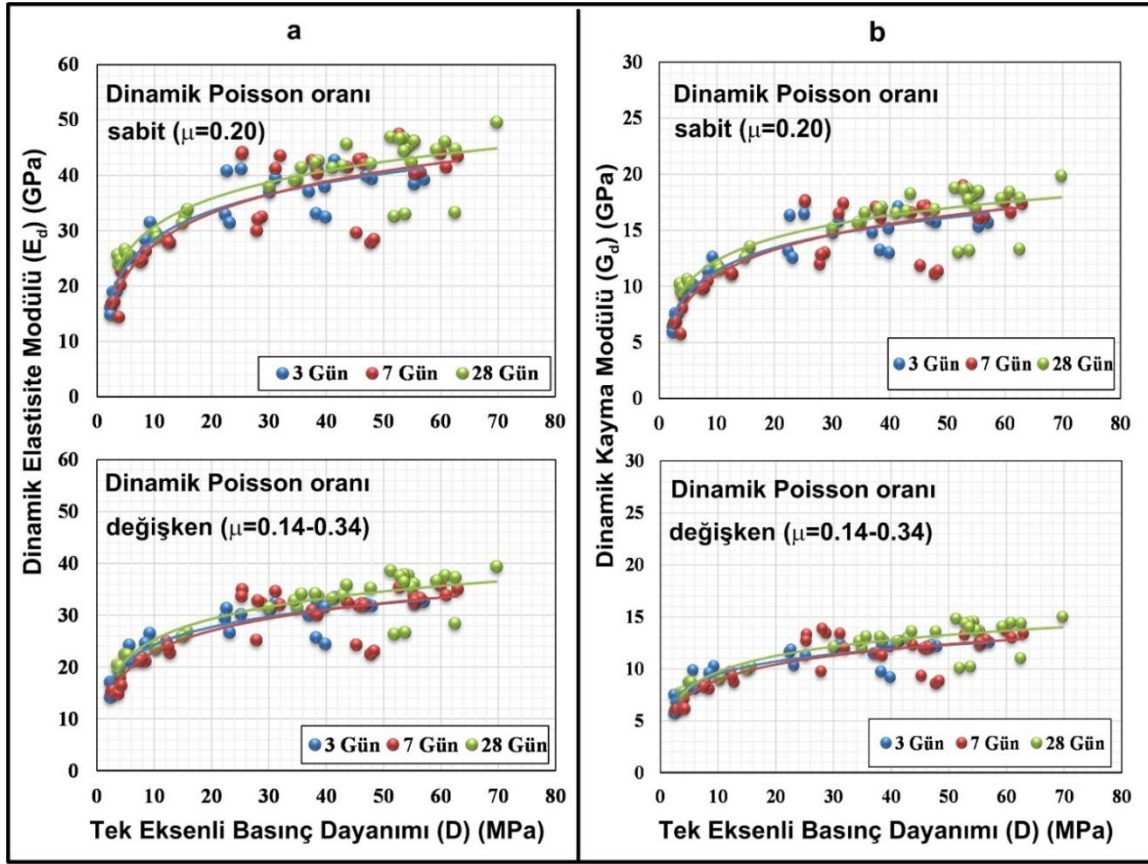 a
Dinamik Elastisite Modülü (E_d) (GPa)
60
50
40
30
20
10
0
Dinamik Poisson oranı
sabit (μ=0.20)
3 Gün 7 Gün 28 Gün
0 10 20 30 40 50 60 70 80
60
50
40
30
20
10
0
Dinamik Poisson oranı
değişken (μ=0.14-0.34)
3 Gün 7 Gün 28 Gün
0 10 20 30 40 50 60 70 80
Tek Eksenli Basınç Dayanımı (D) (MPa)
b
Dinamik Kayma Modülü (G_d) (GPa)
30
25
20
15
10
5
0
Dinamik Poisson oranı
sabit (μ=0.20)
3 Gün 7 Gün 28 Gün
0 10 20 30 40 50 60 70 80
30
25
20
15
10
5
0
Dinamik Poisson oranı
değişken (μ=0.14-0.34)
3 Gün 7 Gün 28 Gün
0 10 20 30 40 50 60 70 80
Tek Eksenli Basınç Dayanımı (D) (MPa)